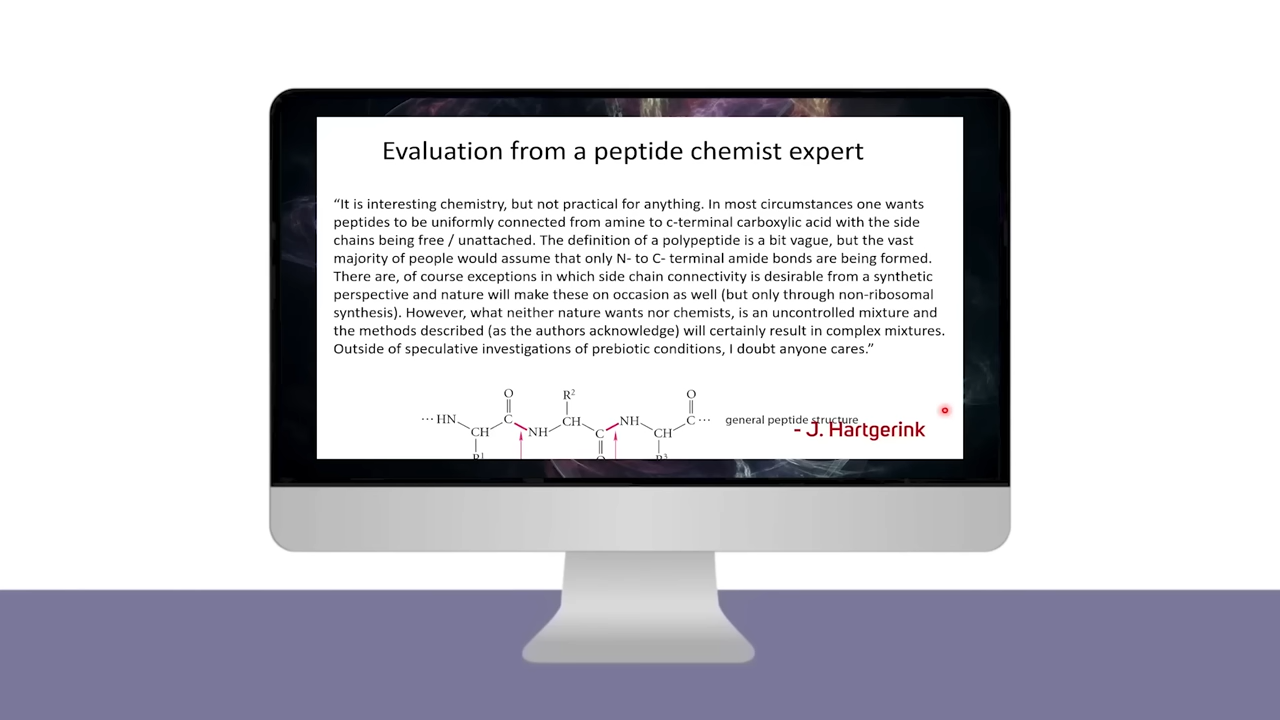 Evaluation from a peptide chemist expert
“It is interesting chemistry, but not practical for anything. In most circumstances one wants
peptides to be uniformly connected from amine to c-terminal carboxylic acid with the side
chains being free / unattached. The definition of a polypeptide is a bit vague, but the vast
majority of people would assume that only N- to C- terminal amide bonds are being formed.
There are, of course exceptions in which side chain connectivity is desirable from a synthetic
perspective and nature will make these on occasion as well (but only through non-ribosomal
synthesis). However, what neither nature wants nor chemists, is an uncontrolled mixture and
the methods described (as the authors acknowledge) will certainly result in complex mixtures.
Outside of speculative investigations of prebiotic conditions, I doubt anyone cares.”
O R² O
··· HN C CH NH C ··· general peptide structure
CH NH C CH
R¹ O R³
- J. Hartgerink